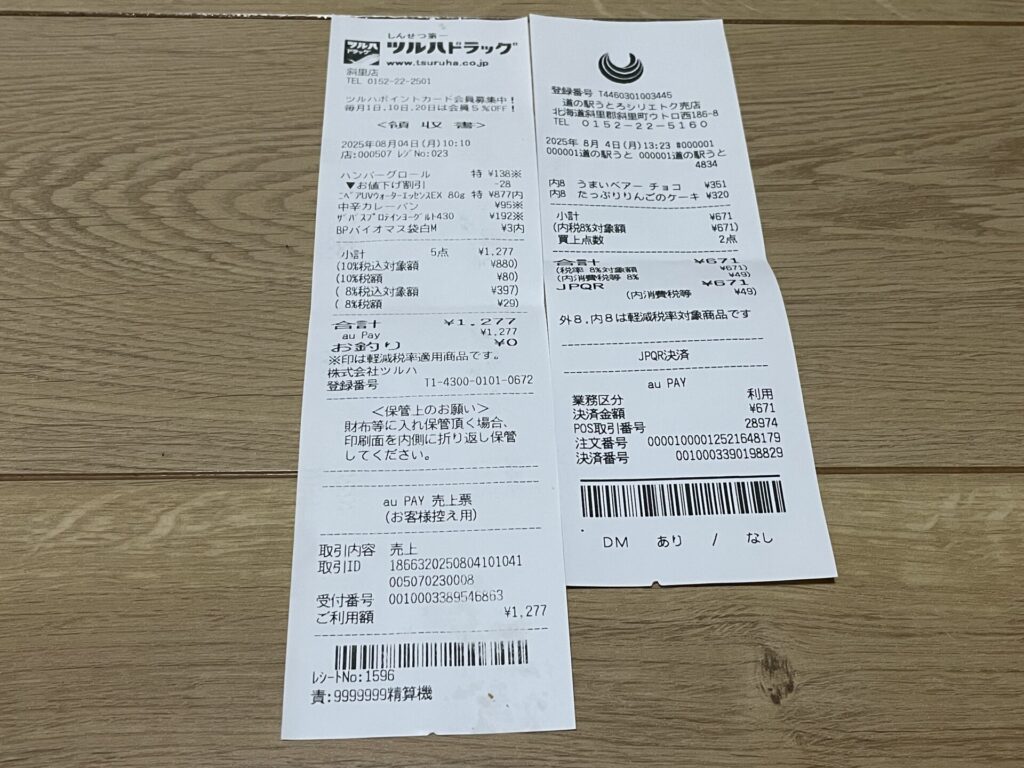 しんせつ第一
ツルハドラッグ
ツルハドラッグ
www.tsuruha.co.jp
斜里店
TEL 0152-22-2501
ツルハポイントカード会員募集中！
毎月1日,10日,20日は会員５％OFF！
＜領 収 書＞
2025年08月04日(月)10:10
店:000507 ﾚｼﾞNo:023
ハンバーグロール 特 ¥138※
▼お値下げ割引 -28
ﾆﾍﾞｱUVウォーターエッセンスEX 80g 特 ¥877内
中辛カレーパン ¥95※
ｻﾞﾊﾞｽプロテインヨーグルト430 ¥192※
BPバイオマス袋白M ¥3内
小計 5点 ¥1,277
(10%税込対象額 ¥880)
(10%税額 ¥80)
( 8%税込対象額 ¥397)
( 8%税額 ¥29)
合計 ¥1,277
au Pay ¥1,277
お釣り ¥0
※印は軽減税率適用商品です。
株式会社ツルハ
登録番号 T1-4300-0101-0672
＜保管上のお願い＞
財布等に入れ保管頂く場合、
印刷面を内側に折り返し保管
してください。
au PAY 売上票
(お客様控え用)
取引内容 売上
取引ID 1866320250804101041
005070230008
受付番号 0010003389546863
ご利用額 ¥1,277
ﾚｼｰﾄNo:1596
責:9999999精算機
登録番号 T4460301003445
道の駅うとろシリエトク売店
北海道斜里郡斜里町ウトロ西186-8
TEL 0152-22-5160
2025年 8月 4日(月)13:23 #000001
000001道の駅うと 000001道の駅うと
4834
内8 うまいベアー チョコ ¥351
内8 たっぷりりんごのケーキ ¥320
小計 ¥671
(内税8%対象額 ¥671)
買上点数 2点
合計 ¥671
(税率 8%対象額 ¥671)
(内消費税等 8% ¥49)
JPQR ¥671
(内消費税等 ¥49)
外8,内8は軽減税率対象商品です
JPQR決済
au PAY
業務区分 利用
決済金額 ¥671
POS取引番号 28974
注文番号 00001000012521648179
決済番号 0010003390198829
DM あり / なし